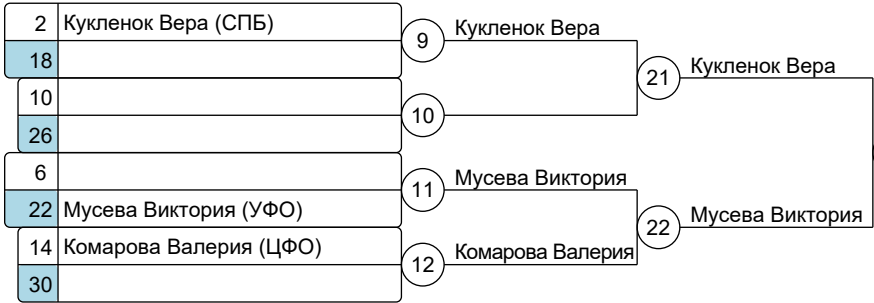 2 Кукленок Вера (СПБ)
9 Кукленок Вера
18
21 Кукленок Вера
10
10
26
6
11 Мусева Виктория
22 Мусева Виктория (УФО)
22 Мусева Виктория
14 Комарова Валерия (ЦФО)
12 Комарова Валерия
30